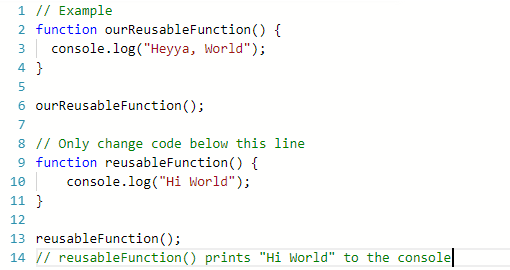 1 // Example
2 function ourReusableFunction() {
3   console.log("Heyya, World");
4 }
5
6 ourReusableFunction();
7
8 // Only change code below this line
9 function reusableFunction() {
10     console.log("Hi World");
11 }
12
13 reusableFunction();
14 // reusableFunction() prints "Hi World" to the console